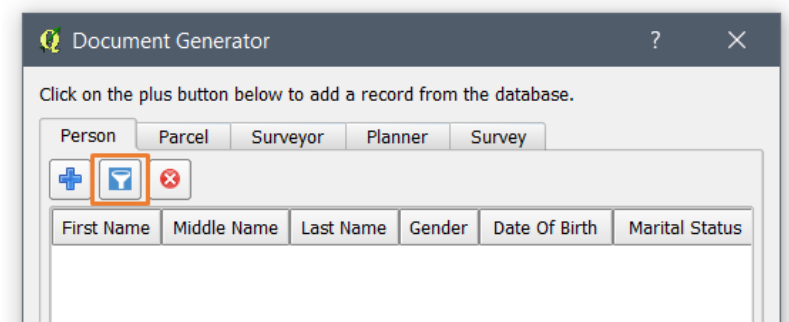 Document Generator ? ×
Click on the plus button below to add a record from the database.
Person Parcel Surveyor Planner Survey
First Name Middle Name Last Name Gender Date Of Birth Marital Status